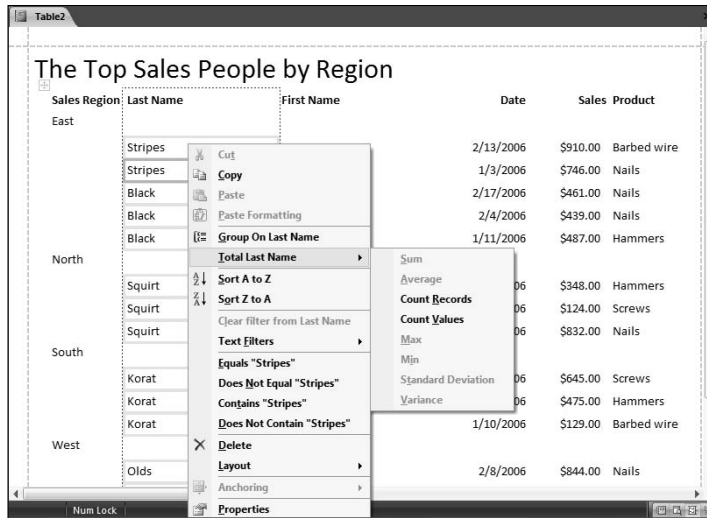 Table2
The Top Sales People by Region
Sales Region Last Name First Name Date Sales Product
East
Stripes 2/13/2006 $910.00 Barbed wire
Stripes 1/3/2006 $746.00 Nails
Black 2/17/2006 $461.00 Nails
Black 2/4/2006 $439.00 Nails
Black 1/11/2006 $487.00 Hammers
North
Squirt 06 $348.00 Hammers
Squirt 06 $124.00 Screws
Squirt 06 $832.00 Nails
South
Korat 06 $645.00 Screws
Korat 06 $475.00 Hammers
Korat 1/10/2006 $129.00 Barbed wire
West
Olds 2/8/2006 $844.00 Nails
Cut
Copy
Paste
Paste Formatting
Group On Last Name
Total Last Name
Sort A to Z
Sort Z to A
Clear filter from Last Name
Text Filters
Equals "Stripes"
Does Not Equal "Stripes"
Contains "Stripes"
Does Not Contain "Stripes"
Delete
Layout
Anchoring
Properties
Sum
Average
Count Records
Count Values
Max
Min
Standard Deviation
Variance
Num Lock